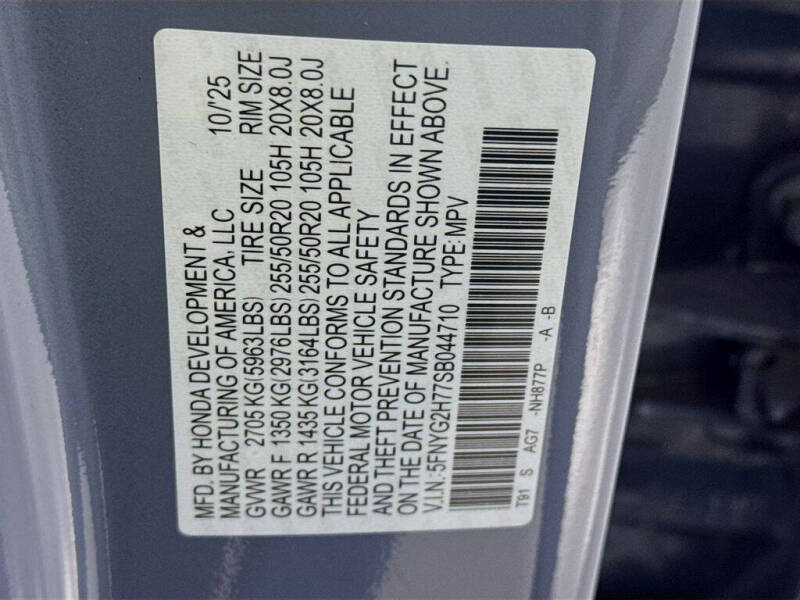 MFD. BY HONDA DEVELOPMENT &
MANUFACTURING OF AMERICA, LLC 10/'25
GVWR 2705 KG(5963LBS) TIRE SIZE RIM SIZE
GAWR F 1350 KG(2976LBS) 255/50R20 105H 20X8.0J
GAWR R 1435 KG(3164LBS) 255/50R20 105H 20X8.0J
THIS VEHICLE CONFORMS TO ALL APPLICABLE
FEDERAL MOTOR VEHICLE SAFETY
AND THEFT PREVENTION STANDARDS IN EFFECT
ON THE DATE OF MANUFACTURE SHOWN ABOVE.
V.I.N.:5FNYG2H77SB044710 TYPE:MPV
T91 S AG7 -NH877P -A -B